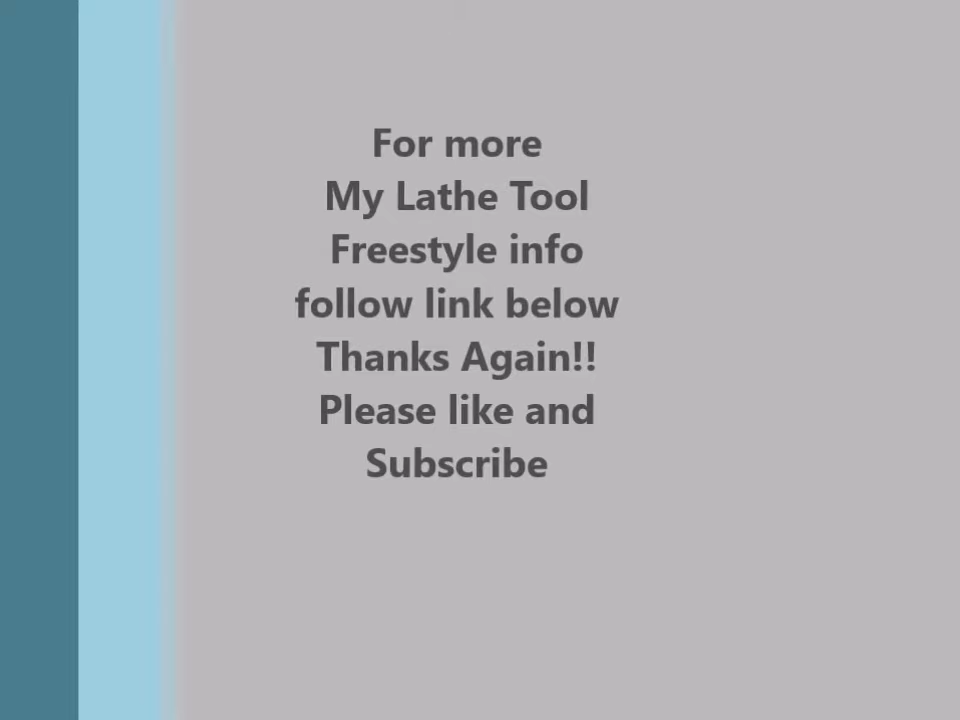 For more
My Lathe Tool
Freestyle info
follow link below
Thanks Again!!
Please like and
Subscribe